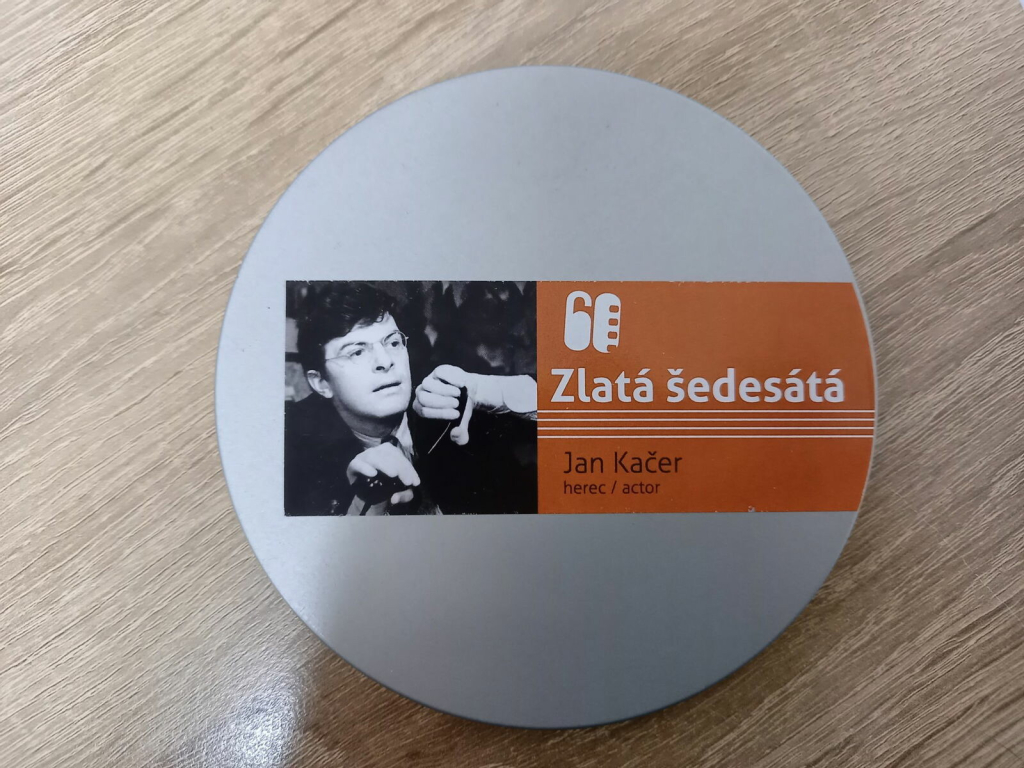 60
Zlatá šedesátá
Jan Kačer
herec / actor